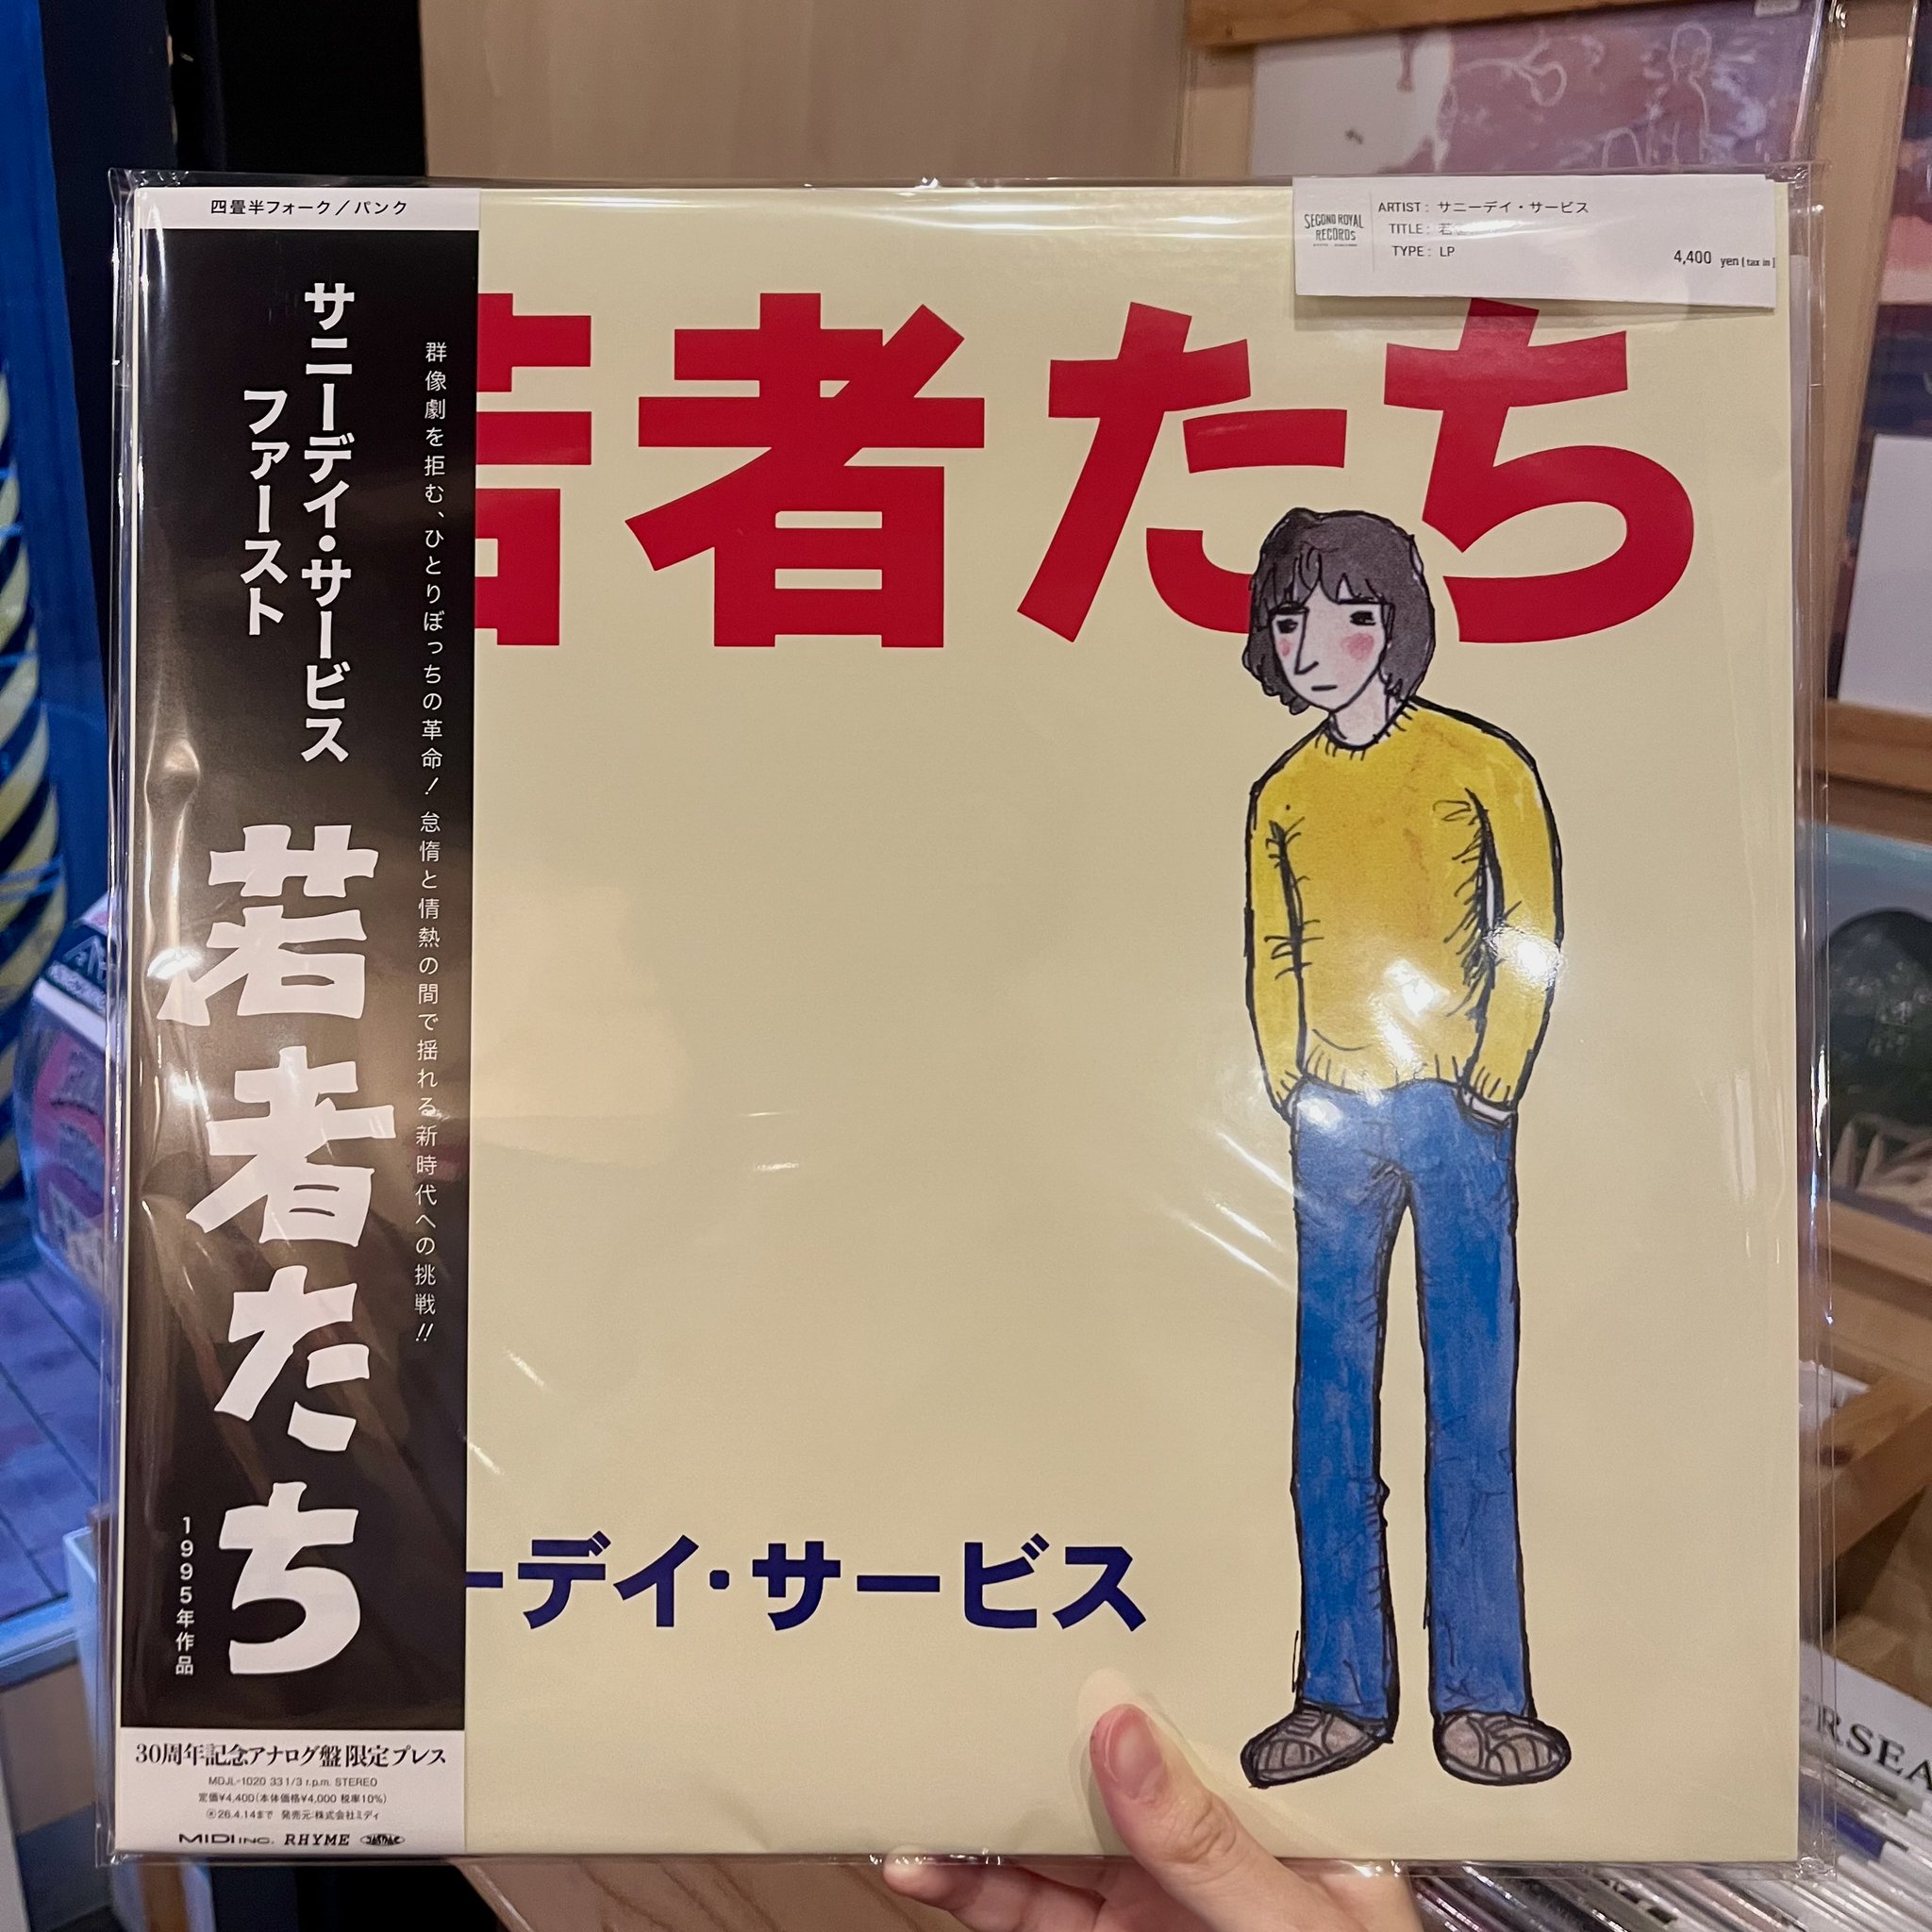 四畳半フォーク/パンク
群像劇を拒む、ひとりぼっちの革命!怠惰と情熱の間で揺れる新時代への挑戦!!
サニーデイ・サービス
ファースト
若者たち
1995年作品
30周年記念アナログ盤 限定プレス
MDJL-1020 33 1/3 r.p.m. STEREO
定価¥4,400(本体価格¥4,000 税率10%)
26.4.14まで 発売元:株式会社ミディ
MIDI INC. RHYME JASRAC
SECOND ROYAL
RECORDS
ARTIST : サニーデイ・サービス
TITLE : 若
TYPE : LP
4,400 yen [tax in]
若者たち
ーデイ・サービス
RSEA